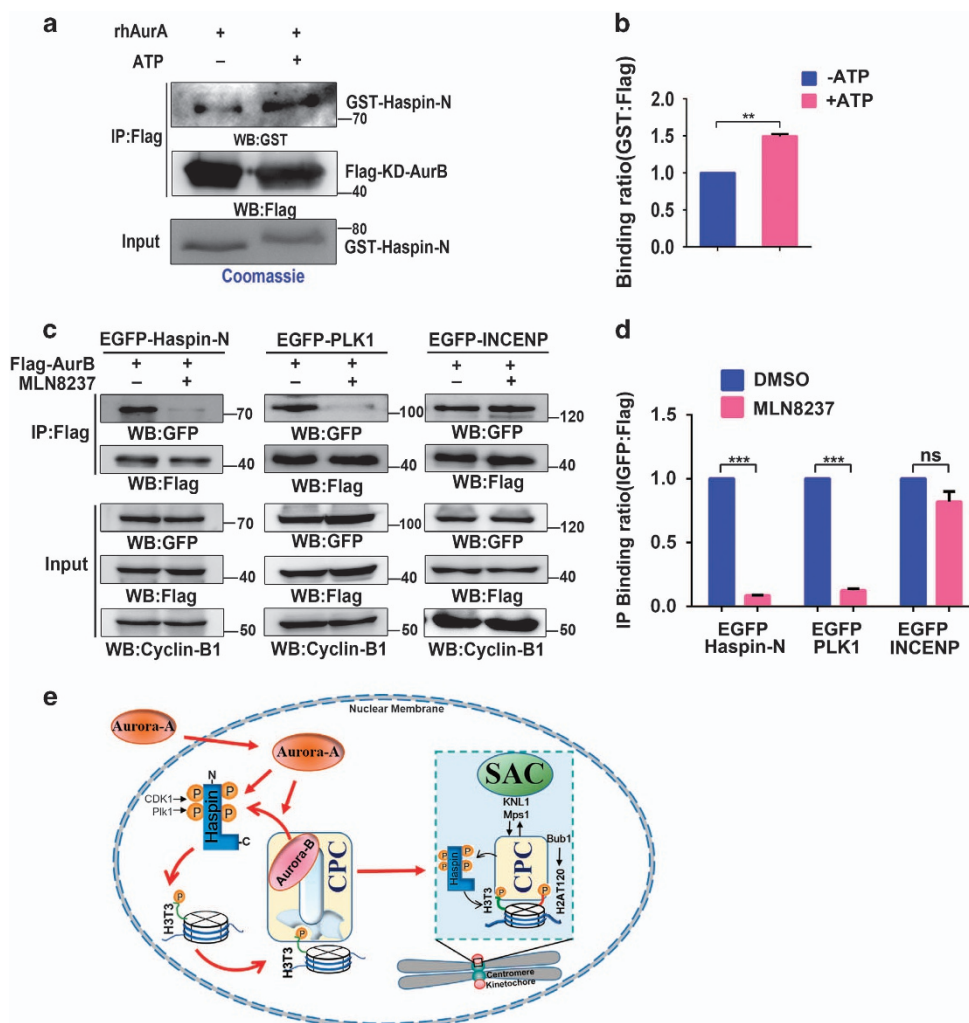 a
rhAurA + +
ATP – +
IP:Flag
GST-Haspin-N
—70
WB:GST
Flag-KD-AurB
—40
WB:Flag
Input
—80
GST-Haspin-N
Coomassie
b
-ATP
+ATP
Binding ratio(GST:Flag)
2.0
1.5
1.0
0.5
0.0
**
c
EGFP-Haspin-N EGFP-PLK1 EGFP-INCENP
Flag-AurB + + + + + +
MLN8237 – + – + – +
IP:Flag
—70 —100 —120
WB:GFP WB:GFP WB:GFP
—40 —40 —40
WB:Flag WB:Flag WB:Flag
Input
—70 —100 —120
WB:GFP WB:GFP WB:GFP
—40 —40 —40
WB:Flag WB:Flag WB:Flag
—50 —50 —50
WB:Cyclin-B1 WB:Cyclin-B1 WB:Cyclin-B1
d
DMSO
MLN8237
IP Binding ratio(IGFP:Flag)
1.5
1.0
0.5
0.0
*** *** ns
EGFP EGFP EGFP
Haspin-N PLK1 INCENP
e
Nuclear Membrane
Aurora-A
Aurora-A
N
P P
CDK1
Plk1
P P
Haspin
-C
Aurora-B
CPC
P
H3T3
P
H3T3
SAC
KNL1
Mps1
Bub1
P P
P P
Haspin
CPC
P P
H3T3
H2AT120
Centromere
Kinetochore